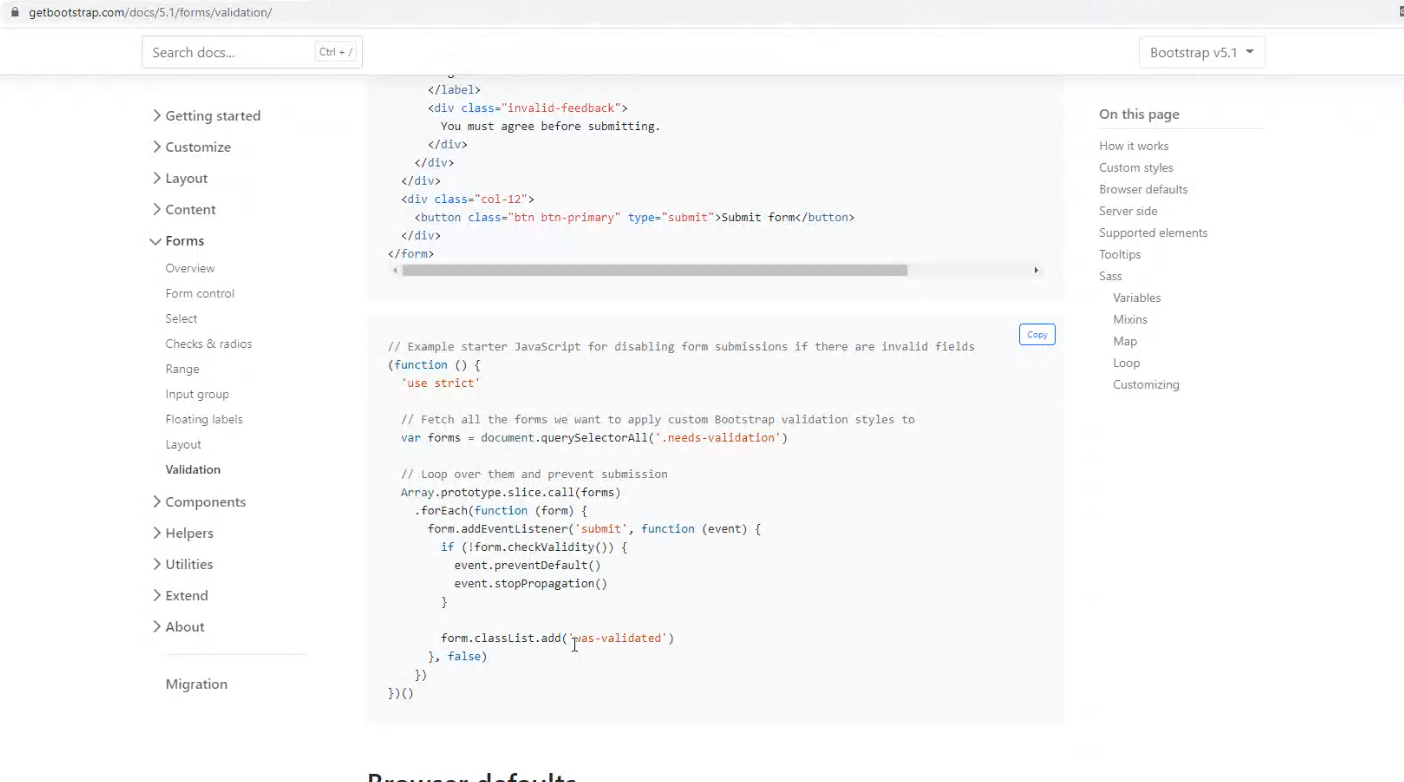 getbootstrap.com/docs/5.1/forms/validation/
Search docs...
Ctrl + /
Bootstrap v5.1
Getting started
Customize
Layout
Content
Forms
Overview
Form control
Select
Checks & radios
Range
Input group
Floating labels
Layout
Validation
Components
Helpers
Utilities
Extend
About
Migration
</label>
<div class="invalid-feedback">
You must agree before submitting.
</div>
</div>
</div>
<div class="col-12">
<button class="btn btn-primary" type="submit">Submit form</button>
</div>
</form>
Copy
// Example starter JavaScript for disabling form submissions if there are invalid fields
(function () {
'use strict'
// Fetch all the forms we want to apply custom Bootstrap validation styles to
var forms = document.querySelectorAll('.needs-validation')
// Loop over them and prevent submission
Array.prototype.slice.call(forms)
.forEach(function (form) {
form.addEventListener('submit', function (event) {
if (!form.checkValidity()) {
event.preventDefault()
event.stopPropagation()
}
form.classList.add('was-validated')
}, false)
})
})()
Browser defaults
On this page
How it works
Custom styles
Browser defaults
Server side
Supported elements
Tooltips
Sass
Variables
Mixins
Map
Loop
Customizing